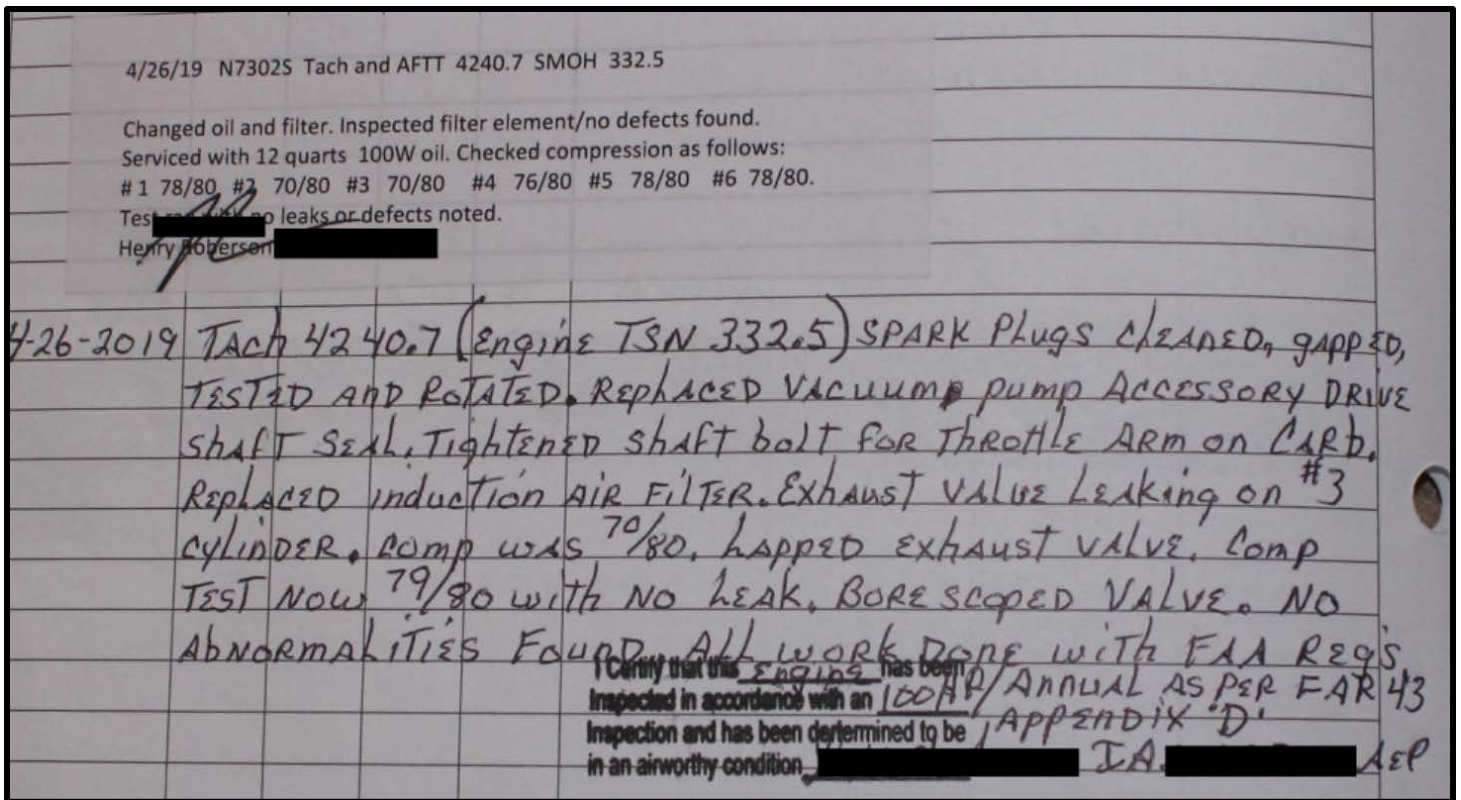 4/26/19 N7302S Tach and AFTT 4240.7 SMOH 332.5
Changed oil and filter. Inspected filter element/no defects found.
Serviced with 12 quarts 100W oil. Checked compression as follows:
# 1 78/80 #2 70/80 #3 70/80 #4 76/80 #5 78/80 #6 78/80.
Test no leaks or defects noted.
Henry Roberson
4-26-2019 TAch 4240.7 (Engine TSN 332.5) SPARK Plugs clEAnED, gAPPED,
TESTED AnD RoTATED. REplACED VACuum pump ACCESSORY DRIVE
shAFT SEAL. TighTEnED shAFT bolT foR ThRoTTlE ARm on CARb.
REplACED inducTion AiR FilTER. ExhAusT VAlVE LEAking on #3
cylinDER. comp wAs 70/80. LAppED ExhAusT VAlVE. Comp
TEST Now 79/80 wiTh No LEAK. BoRE scopED VALVE. No
AbnoRmALiTiES FounD. ALL woRK DonE wiTh FAA REgs
I Certify that this Engine has been
Inspected in accordance with an 100HR/AnnuAL AS PER FAR 43
Inspection and has been dertermined to be APPEnDiX 'D'
in an airworthy condition I.A. A&P